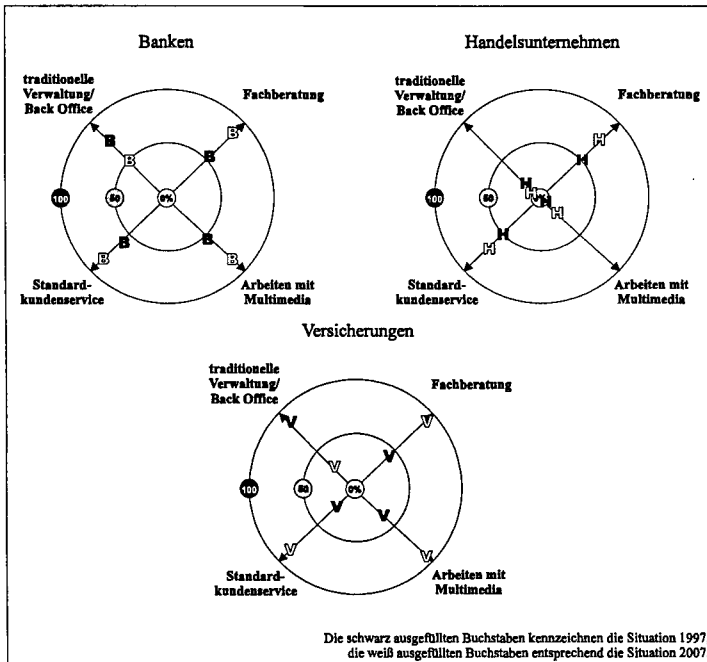 Banken
traditionelle
Verwaltung/
Back Office
Fachberatung
B
B
B
B
100
50
0%
B
B
B
B
Standard-
kundenservice
Arbeiten mit
Multimedia
Handelsunternehmen
traditionelle
Verwaltung/
Back Office
Fachberatung
H
H
H
H
100
50
H
H
H
H
Standard-
kundenservice
Arbeiten mit
Multimedia
Versicherungen
traditionelle
Verwaltung/
Back Office
Fachberatung
V
V
V
V
100
50
0%
V
V
V
V
Standard-
kundenservice
Arbeiten mit
Multimedia
Die schwarz ausgefüllten Buchstaben kennzeichnen die Situation 1997
die weiß ausgefüllten Buchstaben entsprechend die Situation 2007